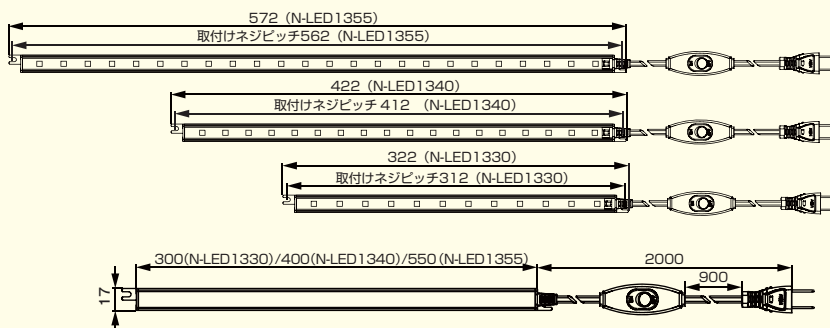 572（N-LED1355）
取付けネジピッチ562（N-LED1355）
422（N-LED1340）
取付けネジピッチ 412 （N-LED1340）
322（N-LED1330）
取付けネジピッチ312（N-LED1330）
300(N-LED1330)/400(N-LED1340)/550(N-LED1355)
2000
900
17